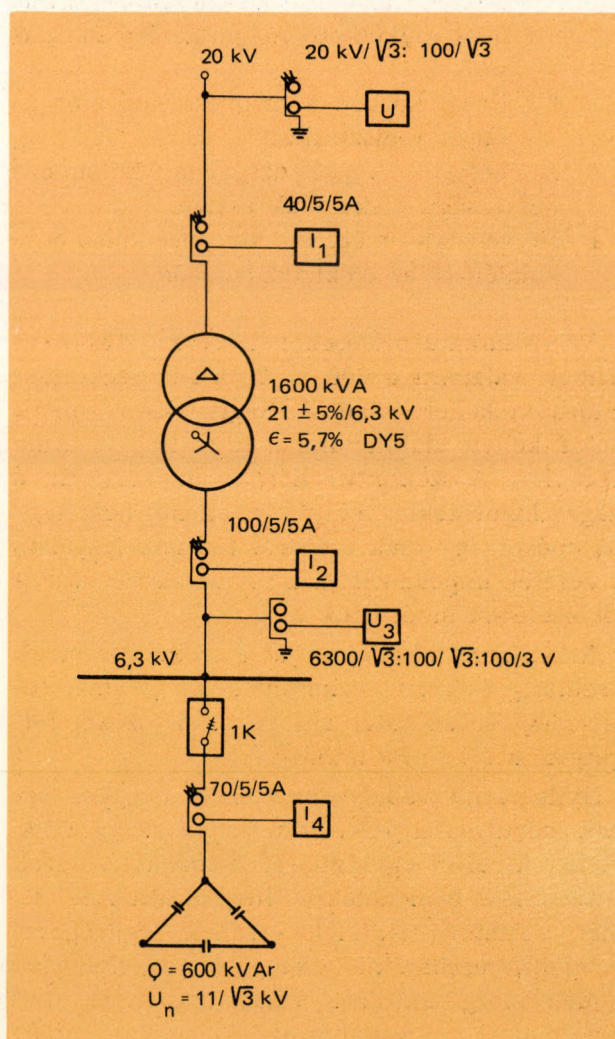 20 kV
20 kV/√3: 100/√3
U
40/5/5A
I₁
1600 kVA
21 ± 5%/6,3 kV
ϵ = 5,7% DY5
100/5/5A
I₂
U₃
6,3 kV
6300/√3:100/√3:100/3 V
1K
70/5/5A
I₄
Q = 600 kVAr
Uₙ = 11/√3 kV